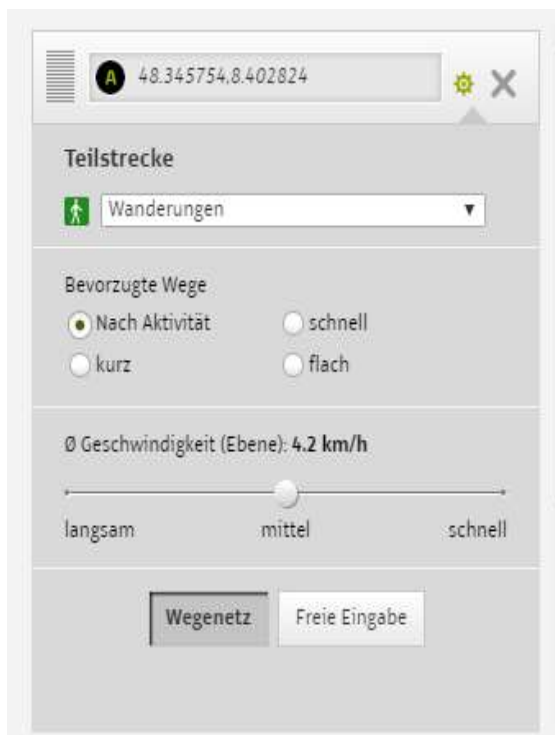 A 48.345754,8.402824
Teilstrecke
Wanderungen
Bevorzugte Wege
Nach Aktivität schnell
kurz flach
Ø Geschwindigkeit (Ebene): 4.2 km/h
langsam mittel schnell
Wegenetz Freie Eingabe